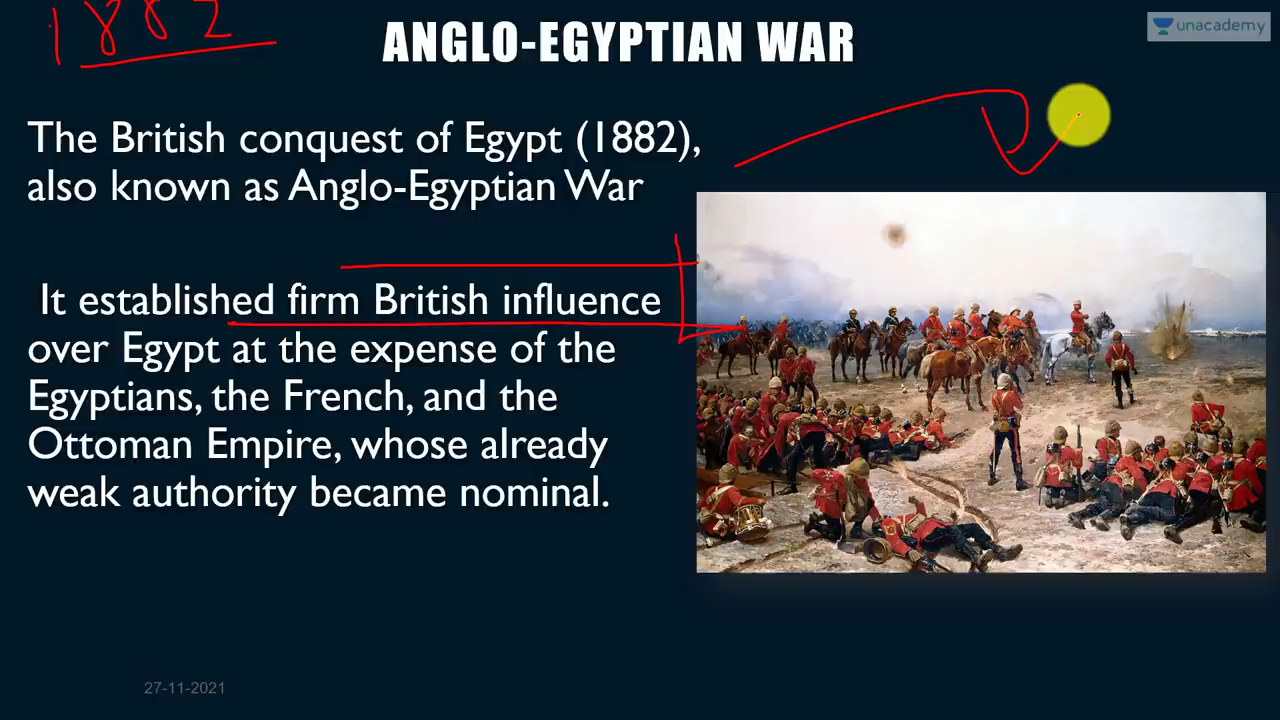 1882
ANGLO-EGYPTIAN WAR
unacademy
The British conquest of Egypt (1882),
also known as Anglo-Egyptian War
It established firm British influence
over Egypt at the expense of the
Egyptians, the French, and the
Ottoman Empire, whose already
weak authority became nominal.
27-11-2021